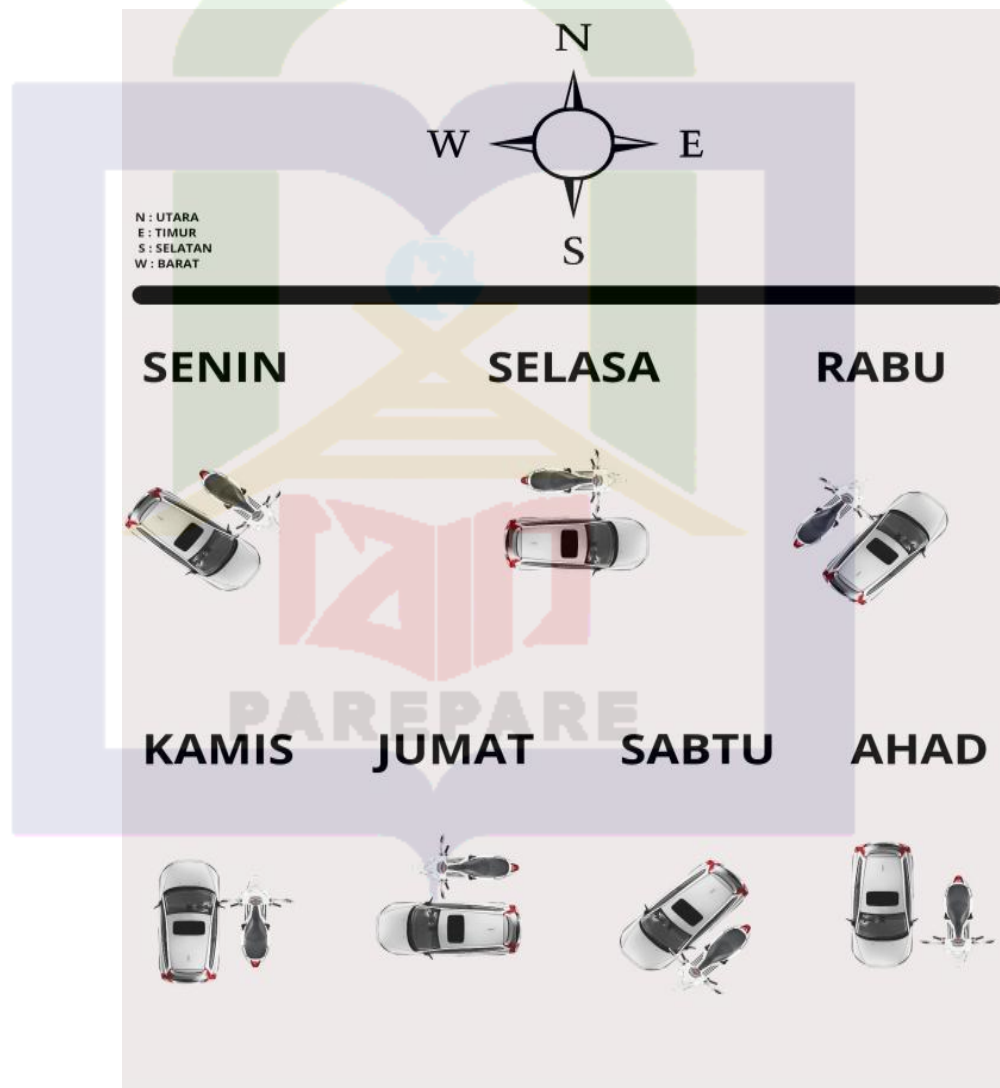 N
W E
S
N : UTARA
E : TIMUR
S : SELATAN
W : BARAT
SENIN SELASA RABU
PAREPARE
KAMIS JUMAT SABTU AHAD